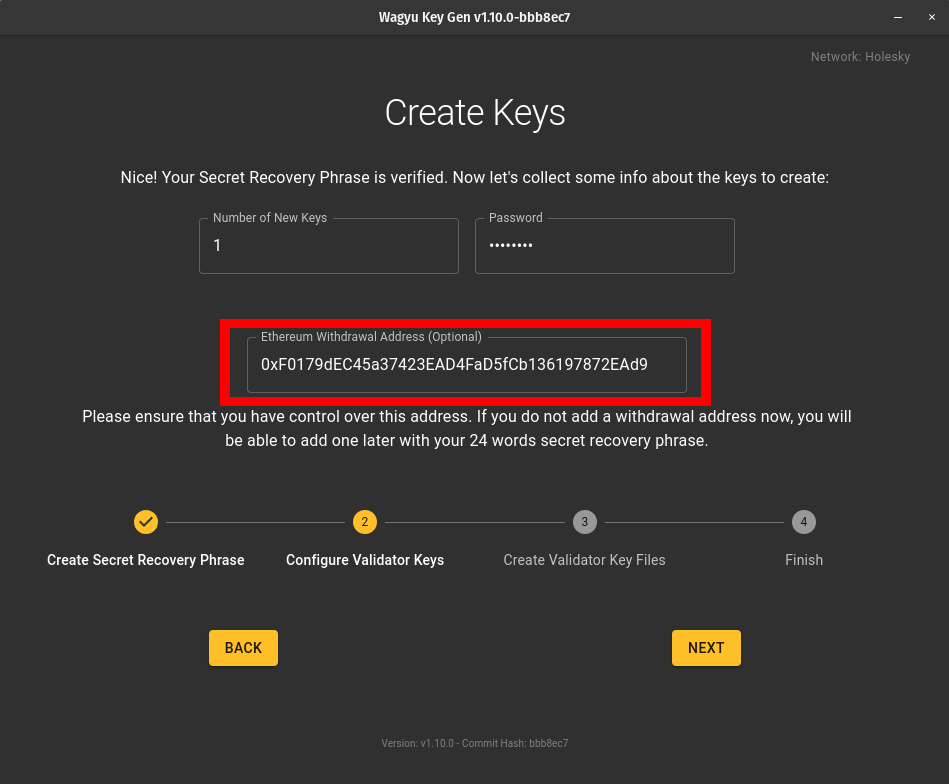 Wagyu Key Gen v1.10.0-bbb8ec7
Network: Holesky
Create Keys
Nice! Your Secret Recovery Phrase is verified. Now let's collect some info about the keys to create:
Number of New Keys
1
Password
••••••••
Ethereum Withdrawal Address (Optional)
0xF0179dEC45a37423EAD4FaD5fCb136197872EAd9
Please ensure that you have control over this address. If you do not add a withdrawal address now, you will
be able to add one later with your 24 words secret recovery phrase.
2
3
4
Create Secret Recovery Phrase
Configure Validator Keys
Create Validator Key Files
Finish
BACK
NEXT
Version: v1.10.0 - Commit Hash: bbb8ec7